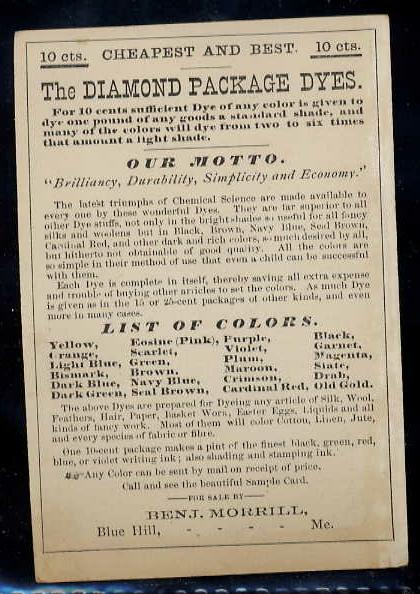 10 cts. CHEAPEST AND BEST. 10 cts.
The DIAMOND PACKAGE DYES.
For 10 cents sufficient Dye of any color is given to
dye one pound of any goods a standard shade, and
many of the colors will dye from two to six times
that amount a light shade.
OUR MOTTO.
"Brilliancy, Durability, Simplicity and Economy."
The latest triumphs of Chemical Science are made available to
every one by these wonderful Dyes. They are far superior to all
other Dye stuffs, not only in the bright shades so useful for all fancy
silks and woolens but in Black, Brown, Navy Blue, Seal Brown,
Cardinal Red, and other dark and rich colors, so much desired by all,
but hitherto not obtainable of good quality. All the colors are
so simple in their method of use that even a child can be successful
with them.
Each Dye is complete in itself, thereby saving all extra expense
and trouble of buying other articles to set the colors. As much Dye
is given as in the 15 or 25-cent packages of other kinds, and even
more in many cases.
LIST OF COLORS.
Yellow, Eosine (Pink), Purple, Black,
Orange, Scarlet, Violet, Garnet,
Light Blue, Green, Plum, Magenta,
Bismark, Brown, Maroon, Slate,
Dark Blue, Navy Blue, Crimson, Drab,
Dark Green, Seal Brown, Cardinal Red, Old Gold.
The above Dyes are prepared for Dyeing any article of Silk, Wool,
Feathers, Hair, Paper, Basket Work, Easter Eggs, Liquids and all
kinds of fancy work. Most of them will color Cotton, Linen, Jute,
and every species of fabric or fibre.
One 10-cent package makes a pint of the finest black, green, red,
blue, or violet writing ink; also shading and stamping ink.
Any Color can be sent by mail on receipt of price.
Call and see the beautiful Sample Card.
—FOR SALE BY—
BENJ. MORRILL,
Blue Hill, - - - - Me.